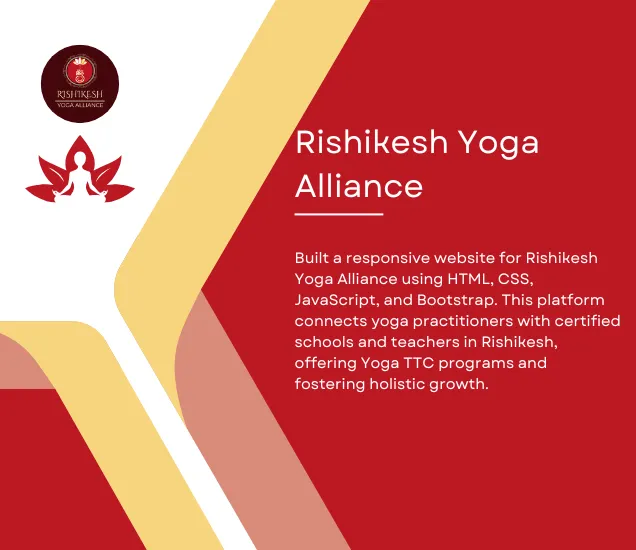 RISHIKESH
YOGA ALLIANCE
Rishikesh Yoga
Alliance
Built a responsive website for Rishikesh
Yoga Alliance using HTML, CSS,
JavaScript, and Bootstrap. This platform
connects yoga practitioners with certified
schools and teachers in Rishikesh,
offering Yoga TTC programs and
fostering holistic growth.